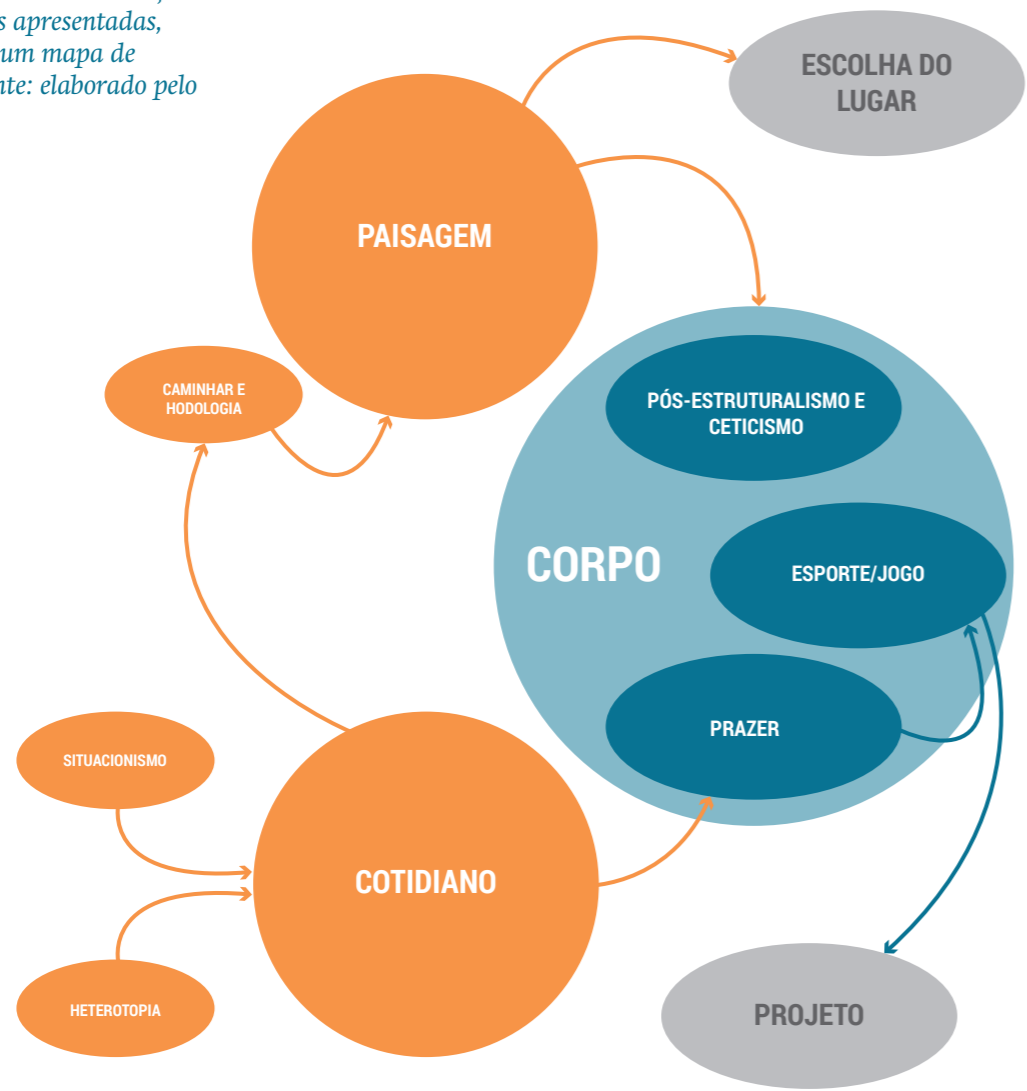 s apresentadas,
um mapa de
nte: elaborado pelo
ESCOLHA DO
LUGAR
PAISAGEM
CAMINHAR E
HODOLOGIA
PÓS-ESTRUTURALISMO E
CETICISMO
CORPO
ESPORTE/JOGO
PRAZER
SITUACIONISMO
COTIDIANO
HETEROTOPIA
PROJETO